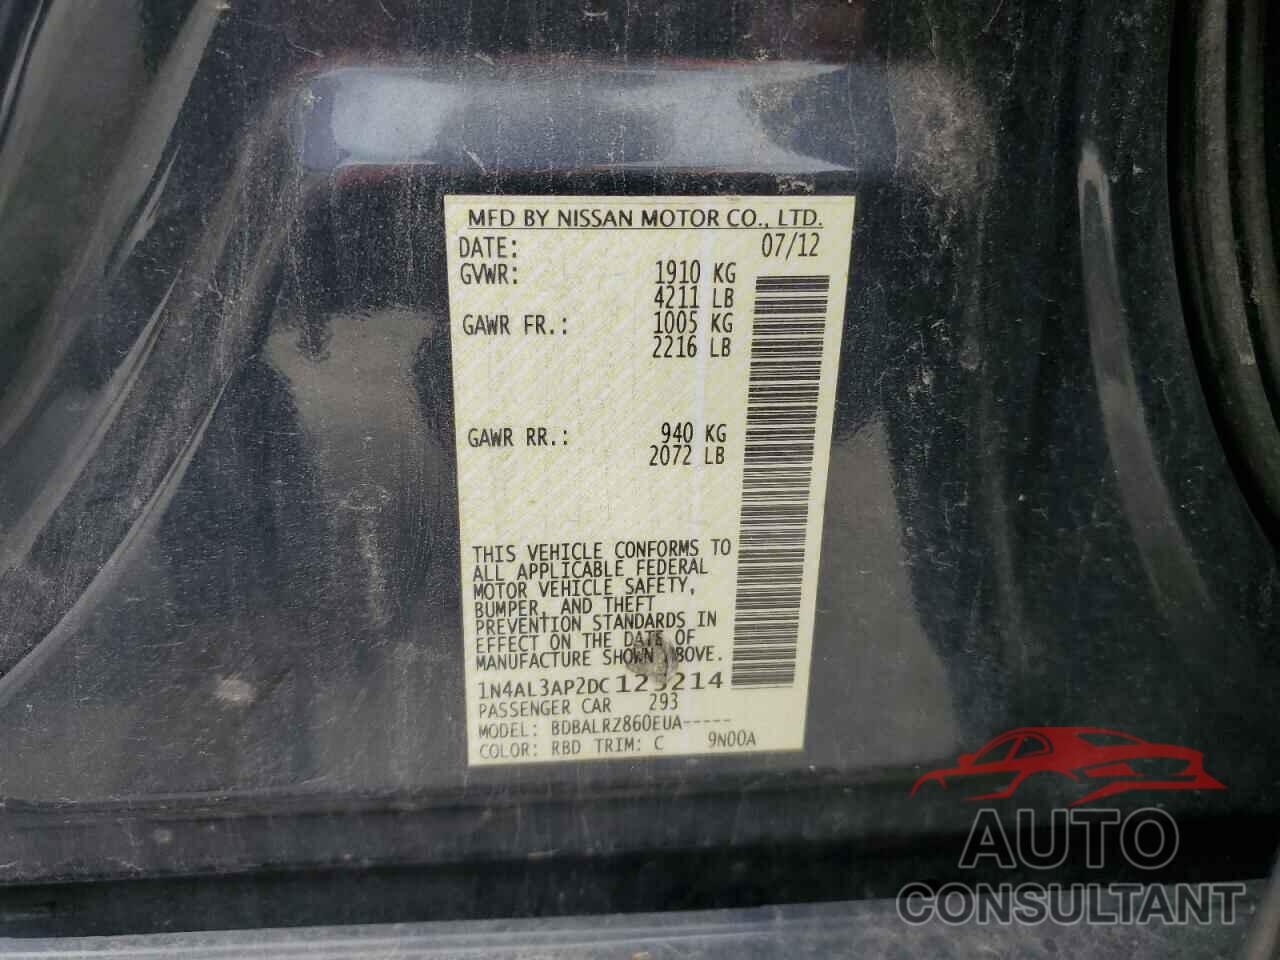 MFD BY NISSAN MOTOR CO., LTD.
DATE: 07/12
GVWR: 1910 KG
4211 LB
GAWR FR.: 1005 KG
2216 LB
GAWR RR.: 940 KG
2072 LB
THIS VEHICLE CONFORMS TO
ALL APPLICABLE FEDERAL
MOTOR VEHICLE SAFETY,
BUMPER, AND THEFT
PREVENTION STANDARDS IN
EFFECT ON THE DATE OF
MANUFACTURE SHOWN ABOVE.
PASSENGER CAR 293
MODEL: BDBALRZ860EUA-----
COLOR: RBD TRIM: C 9N00A
AUTO
CONSULTANT